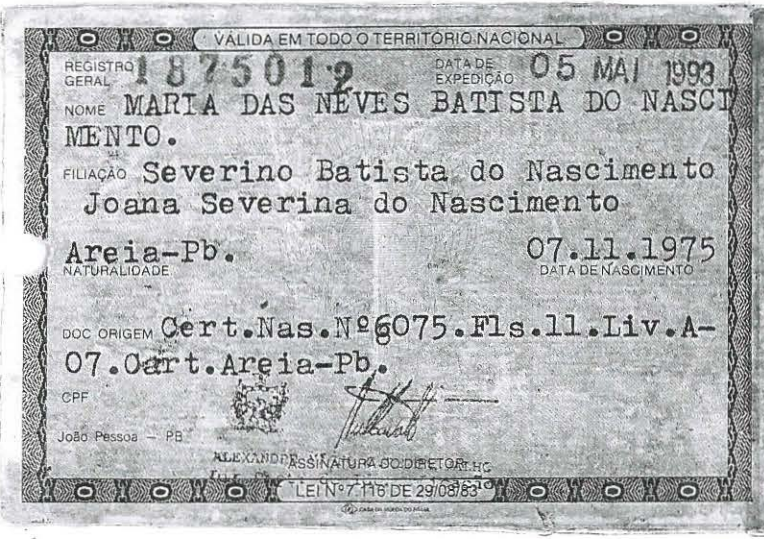 VÁLIDA EM TODO O TERRITÓRIO NACIONAL
REGISTRO GERAL 1875012 DATA DE EXPEDIÇÃO 05 MAI 1993
NOME MARIA DAS NEVES BATISTA DO NASCI
MENTO.
FILIAÇÃO Severino Batista do Nascimento
Joana Severina do Nascimento
Areia-Pb. 07.11.1975
NATURALIDADE DATA DE NASCIMENTO
DOC ORIGEM Cert.Nas.Nº6075.Fls.11.Liv.A-
07.Cart.Areia-Pb.
CPF
João Pessoa - PB
ASSINATURA DO DIRETOR
LEI Nº 7.116 DE 29/08/83